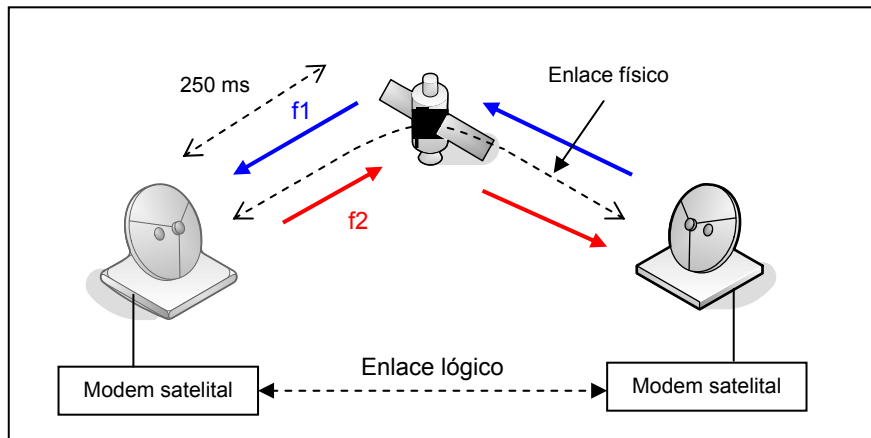 250 ms
f1
Enlace físico
f2
Enlace lógico
Modem satelital
Modem satelital